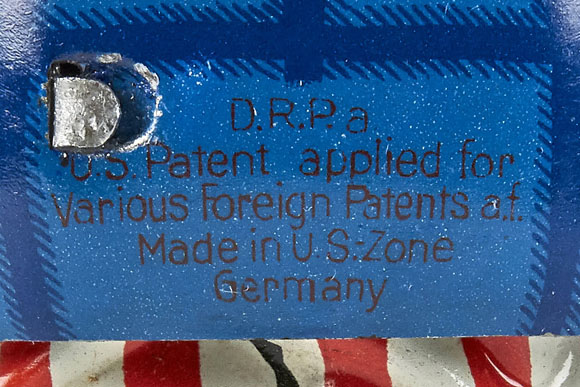 D.R.P. a
U.S. Patent applied for
Various Foreign Patents a.f.
Made in U.S.-Zone
Germany